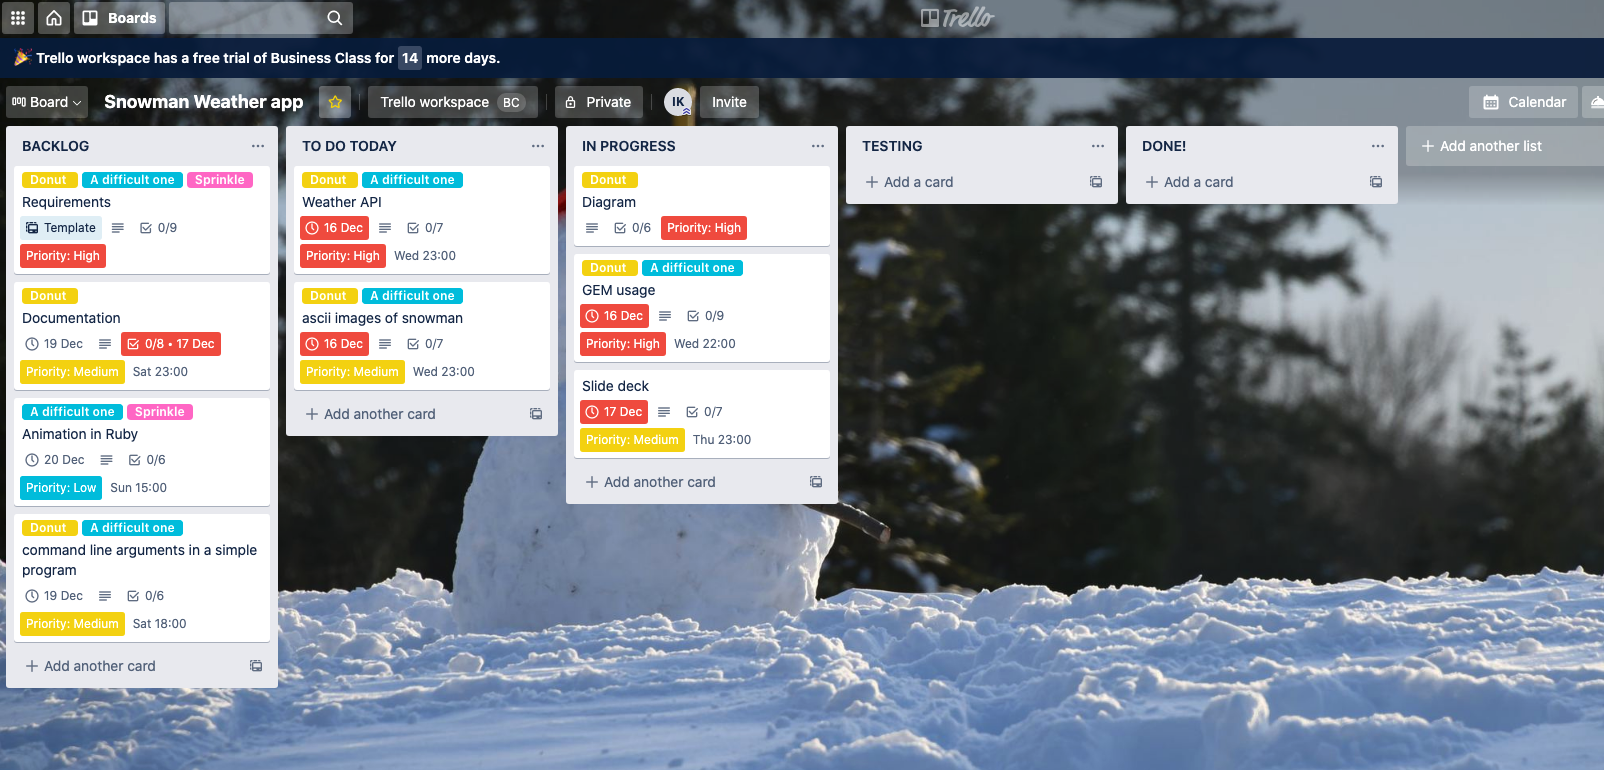 Boards
Trello
Trello workspace has a free trial of Business Class for 14 more days.
Board
Snowman Weather app
Trello workspace BC
Private
IK
Invite
Calendar
BACKLOG
Donut A difficult one Sprinkle
Requirements
Template 0/9
Priority: High
Donut
Documentation
19 Dec 0/8 • 17 Dec
Priority: Medium Sat 23:00
A difficult one Sprinkle
Animation in Ruby
20 Dec 0/6
Priority: Low Sun 15:00
Donut A difficult one
command line arguments in a simple
program
19 Dec 0/6
Priority: Medium Sat 18:00
+ Add another card
TO DO TODAY
Donut A difficult one
Weather API
16 Dec 0/7
Priority: High Wed 23:00
Donut A difficult one
ascii images of snowman
16 Dec 0/7
Priority: Medium Wed 23:00
+ Add another card
IN PROGRESS
Donut
Diagram
0/6 Priority: High
Donut A difficult one
GEM usage
16 Dec 0/9
Priority: High Wed 22:00
Slide deck
17 Dec 0/7
Priority: Medium Thu 23:00
+ Add another card
TESTING
+ Add a card
DONE!
+ Add a card
+ Add another list